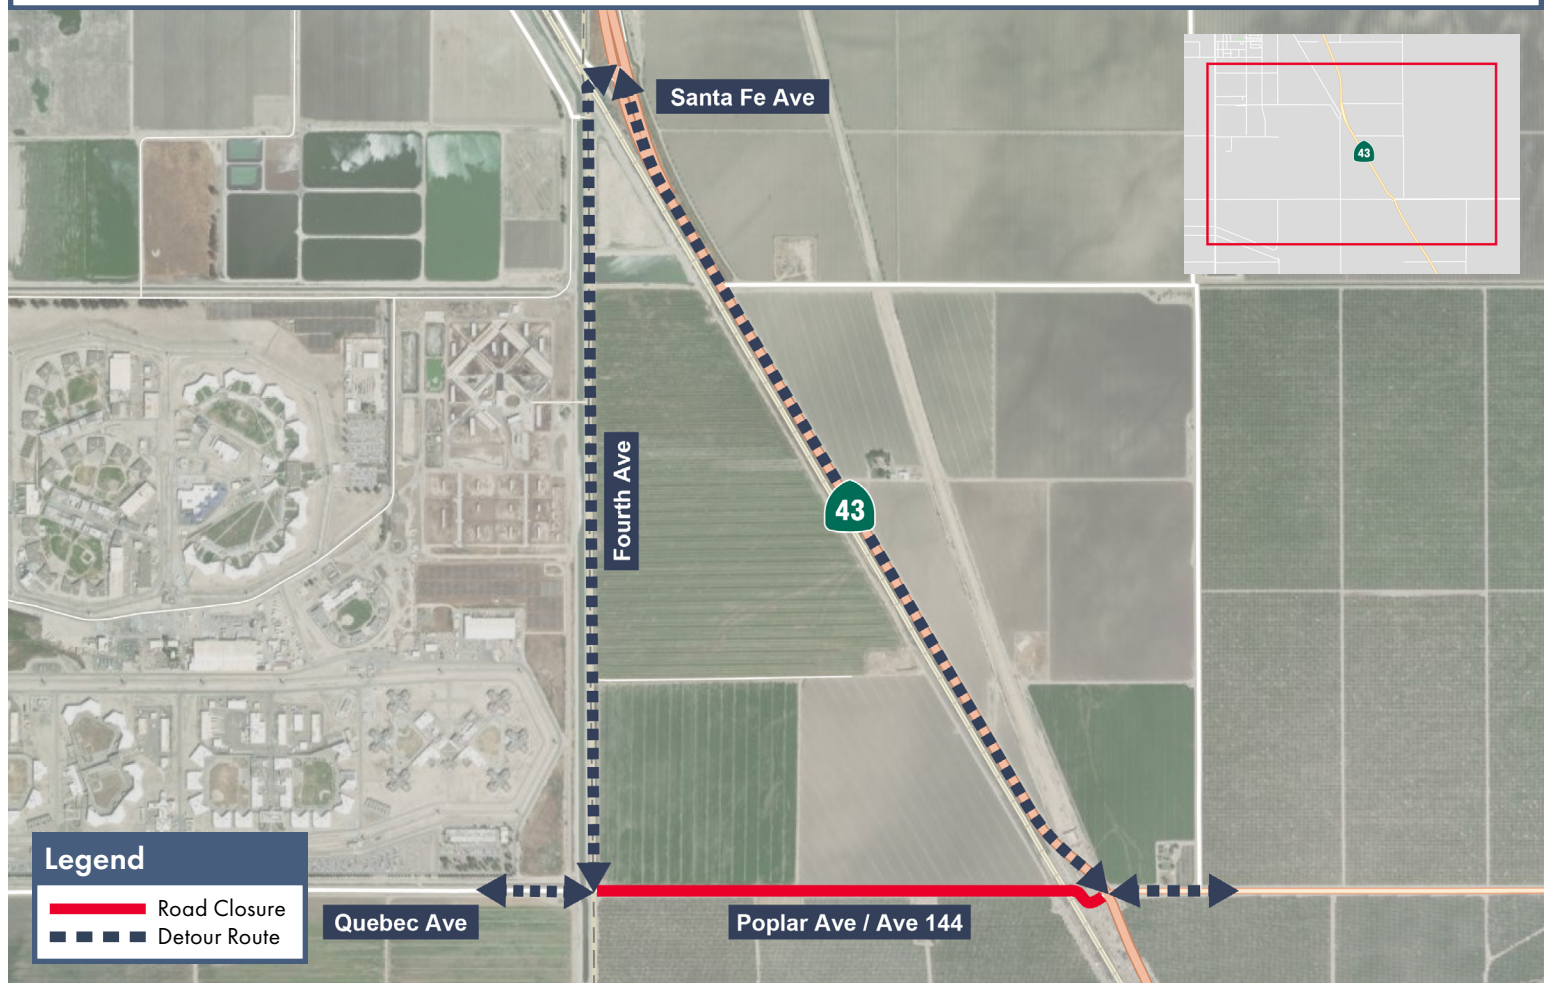 Santa Fe Ave
43
Fourth Ave
43
Legend
Road Closure
Detour Route
Quebec Ave
Poplar Ave / Ave 144